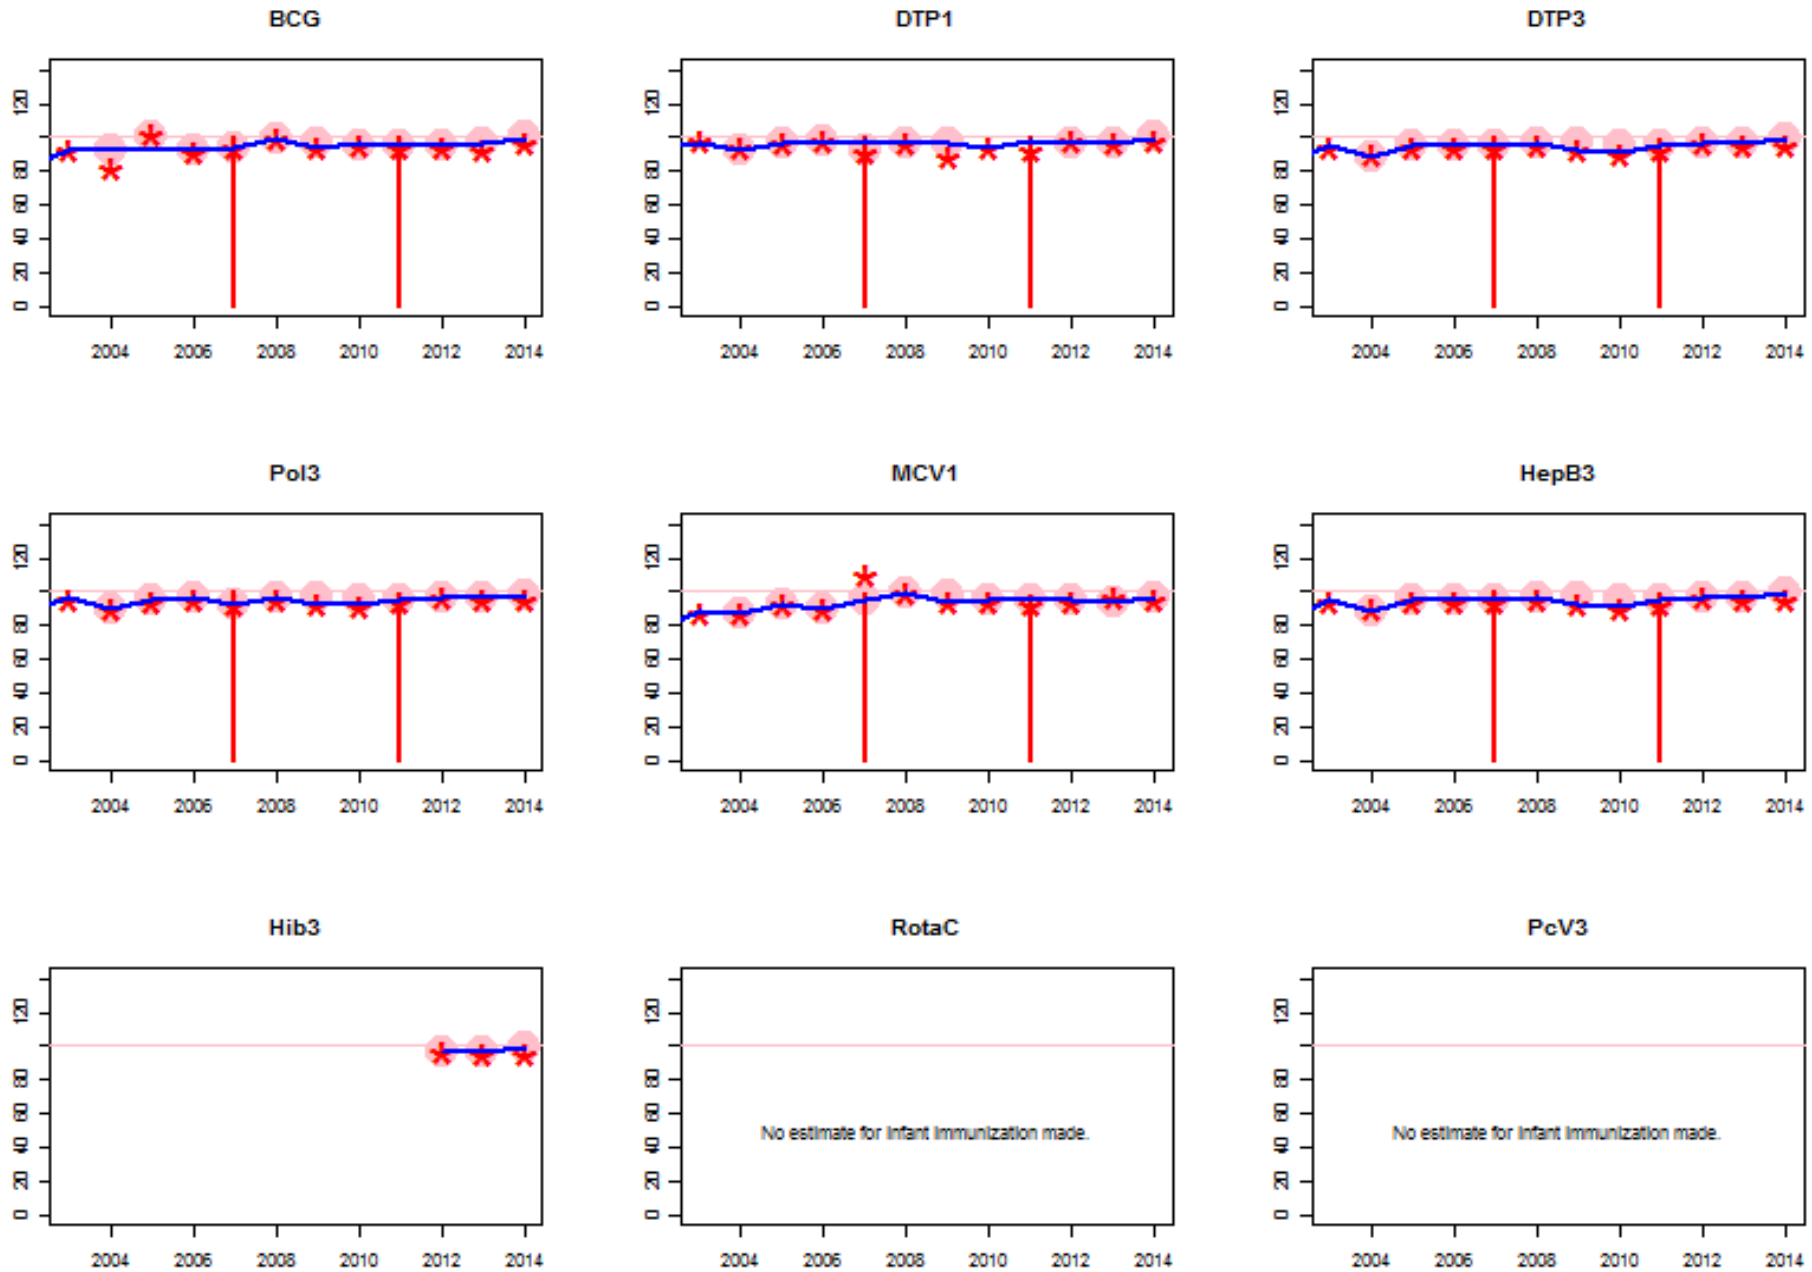 BCG DTP1 DTP3
120 120 120
80 80 80
60 60 60
40 40 40
20 20 20
0 0 0
2004 2006 2008 2010 2012 2014 2004 2006 2008 2010 2012 2014 2004 2006 2008 2010 2012 2014
Pol3 MCV1 HepB3
120 120 120
80 80 80
60 60 60
40 40 40
20 20 20
0 0 0
2004 2006 2008 2010 2012 2014 2004 2006 2008 2010 2012 2014 2004 2006 2008 2010 2012 2014
Hib3 RotaC PcV3
120 120 120
80 80 80
60 60 60
No estimate for infant immunization made. No estimate for infant immunization made.
40 40 40
20 20 20
0 0 0
2004 2006 2008 2010 2012 2014 2004 2006 2008 2010 2012 2014 2004 2006 2008 2010 2012 2014